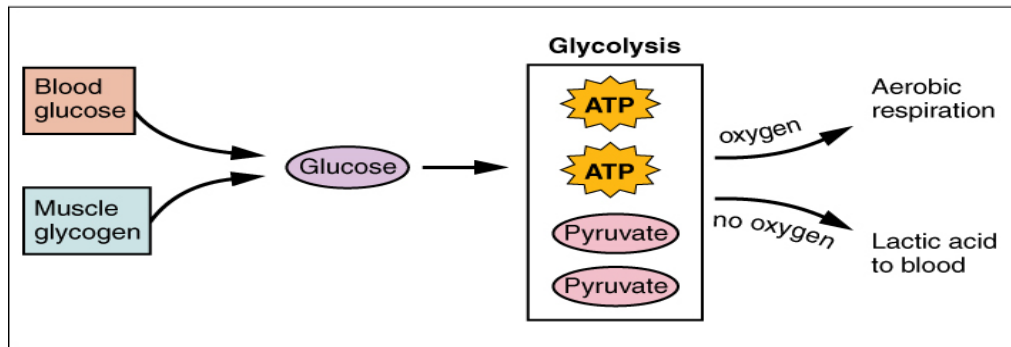 Glycolysis
Blood
glucose
Muscle
glycogen
Glucose
ATP
ATP
Pyruvate
Pyruvate
oxygen
no oxygen
Aerobic
respiration
Lactic acid
to blood